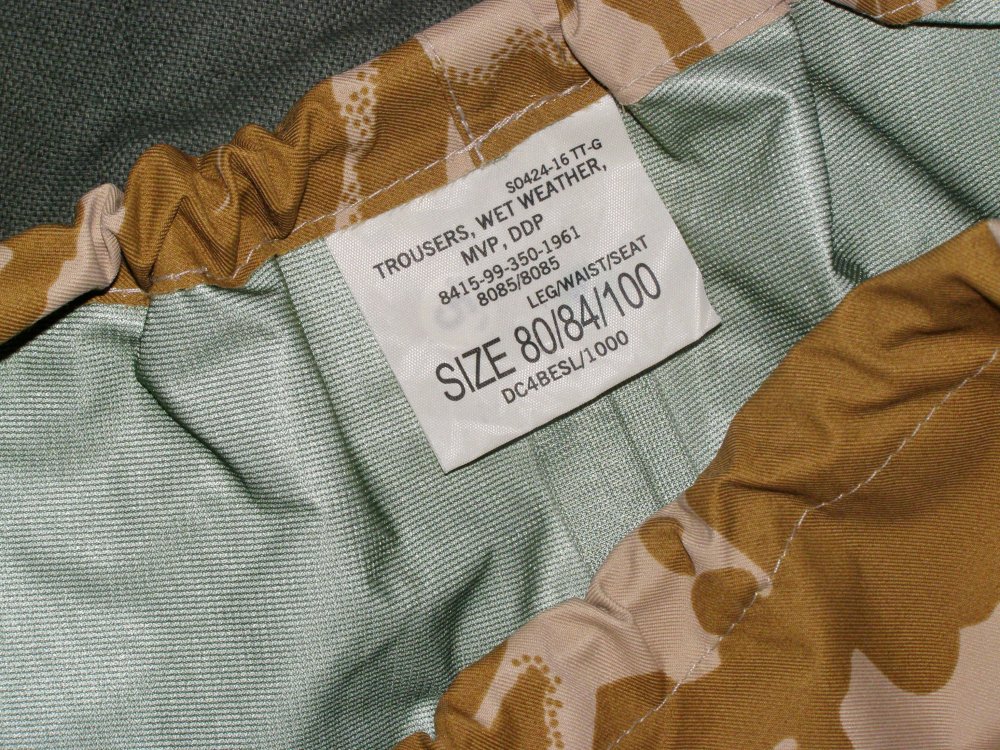 S0424-16 TT-G
TROUSERS, WET WEATHER,
MVP, DDP
8415-99-350-1961
8085/8085
LEG/WAIST/SEAT
SIZE 80/84/100
DC4BESL/1000